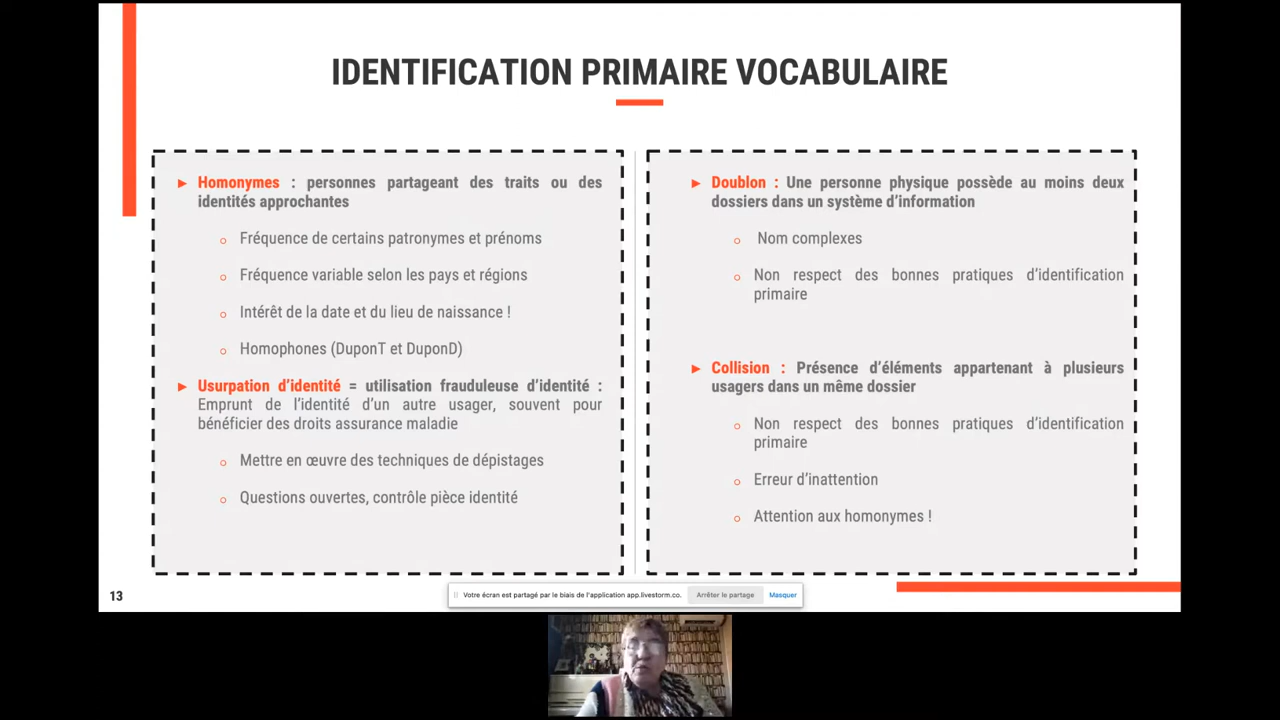 IDENTIFICATION PRIMAIRE VOCABULAIRE
► Homonymes : personnes partageant des traits ou des
identités approchantes
o Fréquence de certains patronymes et prénoms
o Fréquence variable selon les pays et régions
o Intérêt de la date et du lieu de naissance !
o Homophones (DuponT et DuponD)
► Usurpation d’identité = utilisation frauduleuse d’identité :
Emprunt de l’identité d’un autre usager, souvent pour
bénéficier des droits assurance maladie
o Mettre en œuvre des techniques de dépistages
o Questions ouvertes, contrôle pièce identité
► Doublon : Une personne physique possède au moins deux
dossiers dans un système d’information
o Nom complexes
o Non respect des bonnes pratiques d’identification
primaire
► Collision : Présence d’éléments appartenant à plusieurs
usagers dans un même dossier
o Non respect des bonnes pratiques d’identification
primaire
o Erreur d’inattention
o Attention aux homonymes !
13
Votre écran est partagé par le biais de l'application app.livestorm.co. Arrêter le partage Masquer